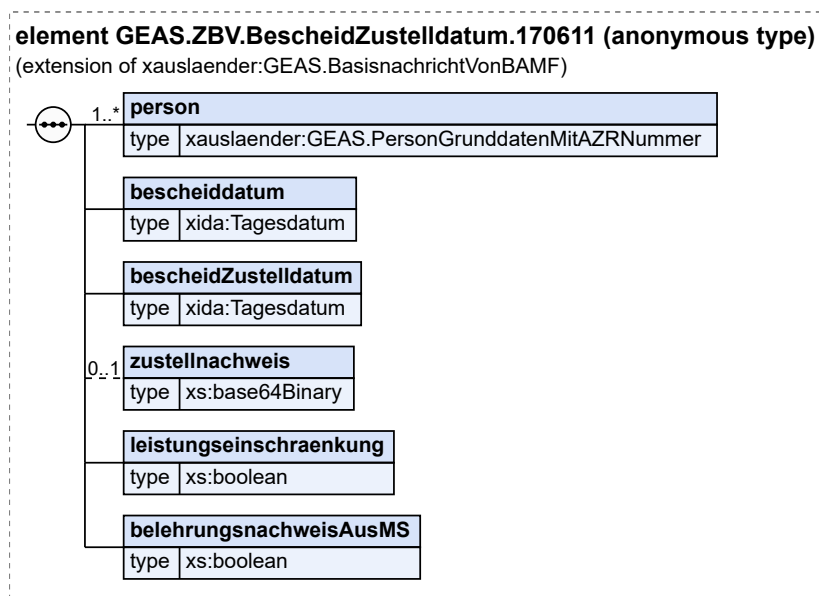 element GEAS.ZBV.BescheidZustelldatum.170611 (anonymous type)
(extension of xauslaender:GEAS.BasisnachrichtVonBAMF)
1..* person
type xauslaender:GEAS.PersonGrunddatenMitAZRNummer
bescheiddatum
type xida:Tagesdatum
bescheidZustelldatum
type xida:Tagesdatum
0..1 zustellnachweis
type xs:base64Binary
leistungseinschraenkung
type xs:boolean
belehrungsnachweisAusMS
type xs:boolean